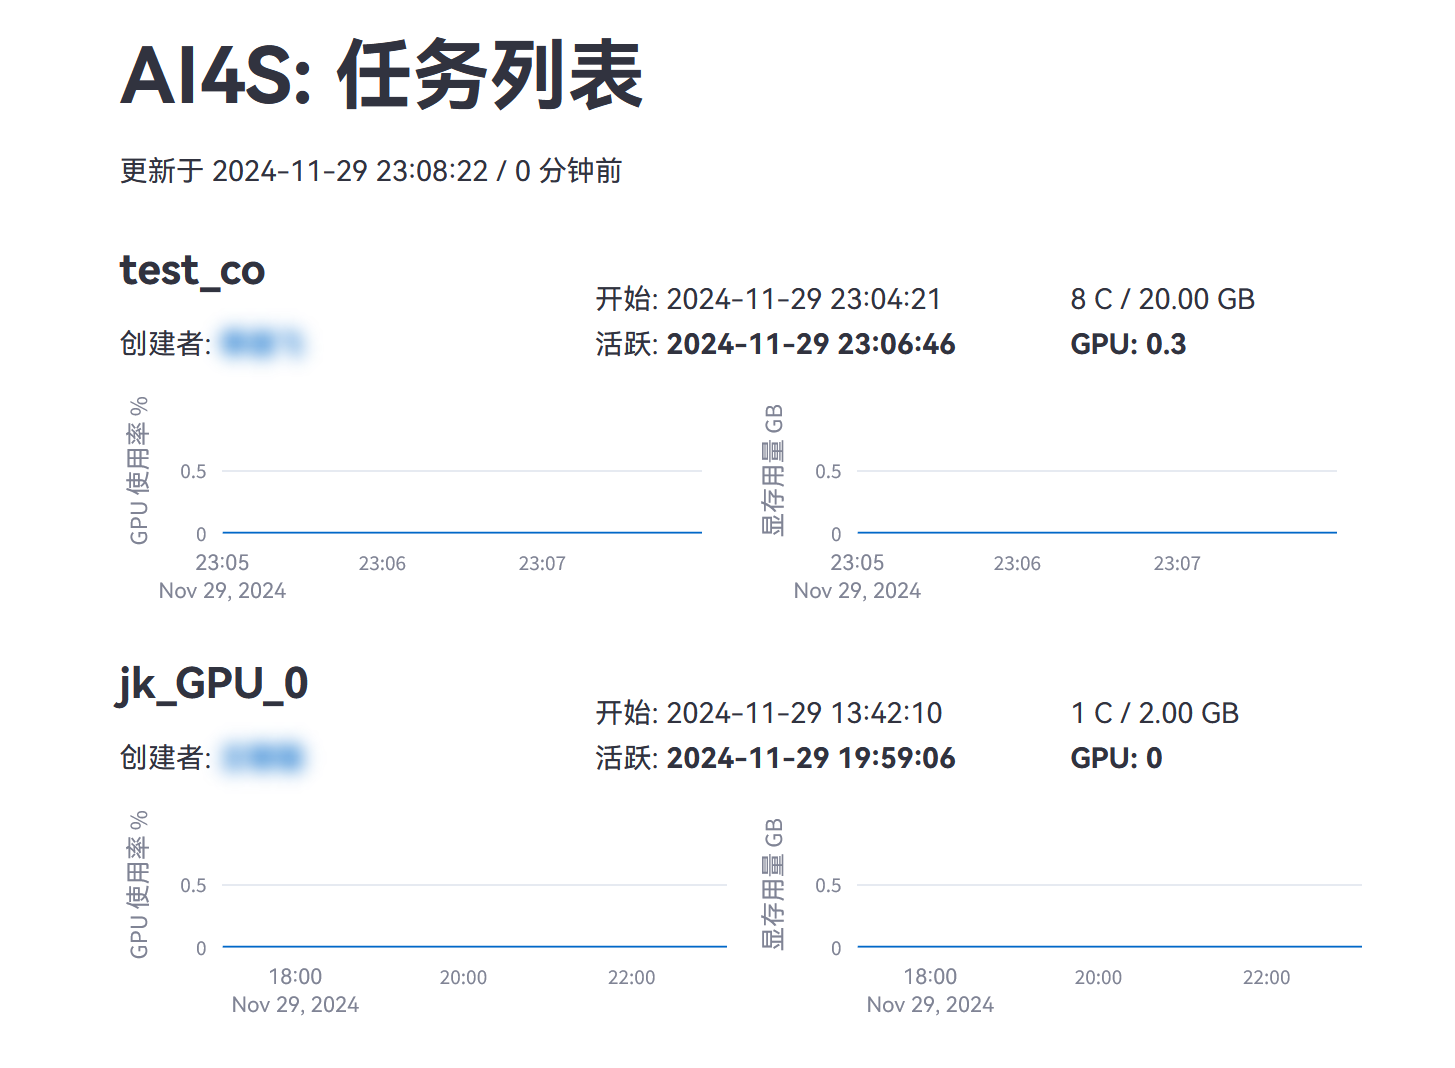 AI4S: 任务列表
更新于 2024-11-29 23:08:22 / 0 分钟前
test_co
创建者:
开始: 2024-11-29 23:04:21
活跃: 2024-11-29 23:06:46
8 C / 20.00 GB
GPU: 0.3
GPU 使用率 %
0.5
0
23:05
Nov 29, 2024
23:06
23:07
显存用量 GB
0.5
0
23:05
Nov 29, 2024
23:06
23:07
jk_GPU_0
创建者:
开始: 2024-11-29 13:42:10
活跃: 2024-11-29 19:59:06
1 C / 2.00 GB
GPU: 0
GPU 使用率 %
0.5
0
18:00
Nov 29, 2024
20:00
22:00
显存用量 GB
0.5
0
18:00
Nov 29, 2024
20:00
22:00